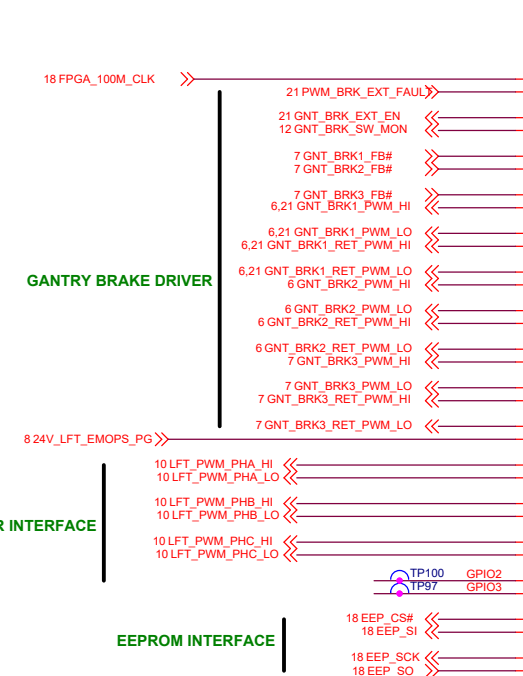 18 FPGA_100M_CLK
21 PWM_BRK_EXT_FAULT
21 GNT_BRK_EXT_EN
12 GNT_BRK_SW_MON
7 GNT_BRK1_FB#
7 GNT_BRK2_FB#
7 GNT_BRK3_FB#
6,21 GNT_BRK1_PWM_HI
6,21 GNT_BRK1_PWM_LO
6,21 GNT_BRK1_RET_PWM_HI
6,21 GNT_BRK1_RET_PWM_LO
GANTRY BRAKE DRIVER
6 GNT_BRK2_PWM_HI
6 GNT_BRK2_PWM_LO
6 GNT_BRK2_RET_PWM_HI
6 GNT_BRK2_RET_PWM_LO
7 GNT_BRK3_PWM_HI
7 GNT_BRK3_PWM_LO
7 GNT_BRK3_RET_PWM_HI
7 GNT_BRK3_RET_PWM_LO
8 24V_LFT_EMOPS_PG
10 LFT_PWM_PHA_HI
10 LFT_PWM_PHA_LO
10 LFT_PWM_PHB_HI
10 LFT_PWM_PHB_LO
R INTERFACE
10 LFT_PWM_PHC_HI
10 LFT_PWM_PHC_LO
TP100 GPIO2
TP97 GPIO3
18 EEP_CS#
18 EEP_SI
EEPROM INTERFACE
18 EEP_SCK
18 EEP_SO